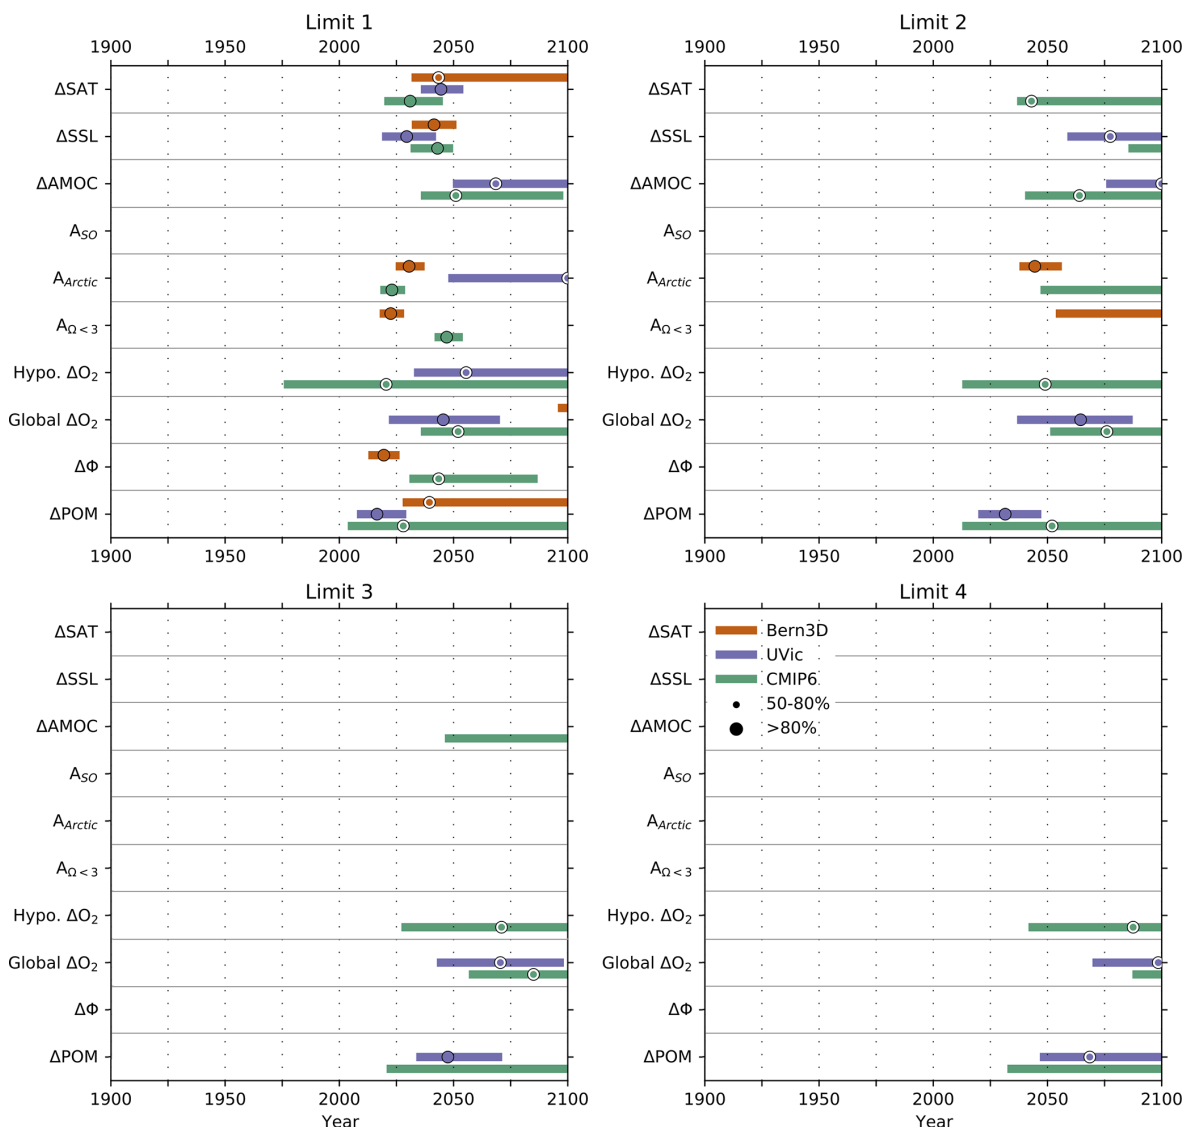 Limit 1
1900 1950 2000 2050 2100
ΔSAT
ΔSSL
ΔAMOC
A_SO
A_Arctic
A_Ω<3
Hypo. ΔO₂
Global ΔO₂
ΔΦ
ΔPOM
1900 1950 2000 2050 2100
Limit 2
1900 1950 2000 2050 2100
ΔSAT
ΔSSL
ΔAMOC
A_SO
A_Arctic
A_Ω<3
Hypo. ΔO₂
Global ΔO₂
ΔΦ
ΔPOM
1900 1950 2000 2050 2100
Limit 3
ΔSAT
ΔSSL
ΔAMOC
A_SO
A_Arctic
A_Ω<3
Hypo. ΔO₂
Global ΔO₂
ΔΦ
ΔPOM
1900 1950 2000 2050 2100
Year
Limit 4
ΔSAT
ΔSSL
ΔAMOC
A_SO
A_Arctic
A_Ω<3
Hypo. ΔO₂
Global ΔO₂
ΔΦ
ΔPOM
Bern3D
UVic
CMIP6
50-80%
>80%
1900 1950 2000 2050 2100
Year